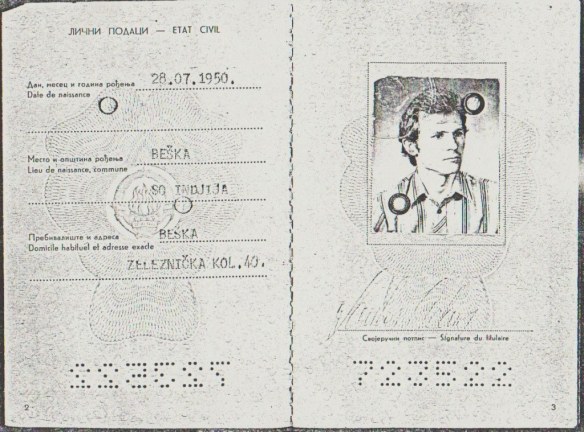 ЛИЧНИ ПОДАЦИ — ETAT CIVIL
Дан, месец и година рођења 28.07.1950.
Date de naissance
Место и општина рођења BEŠKA
Lieu de naissance, commune
SO INDJIJA
Пребивалиште и адреса BEŠKA
Domicile habituel et adresse exacte
ŽELEZNIČKA KOL.40.
2
Својеручни потпис — Signature du titulaire
723522
3